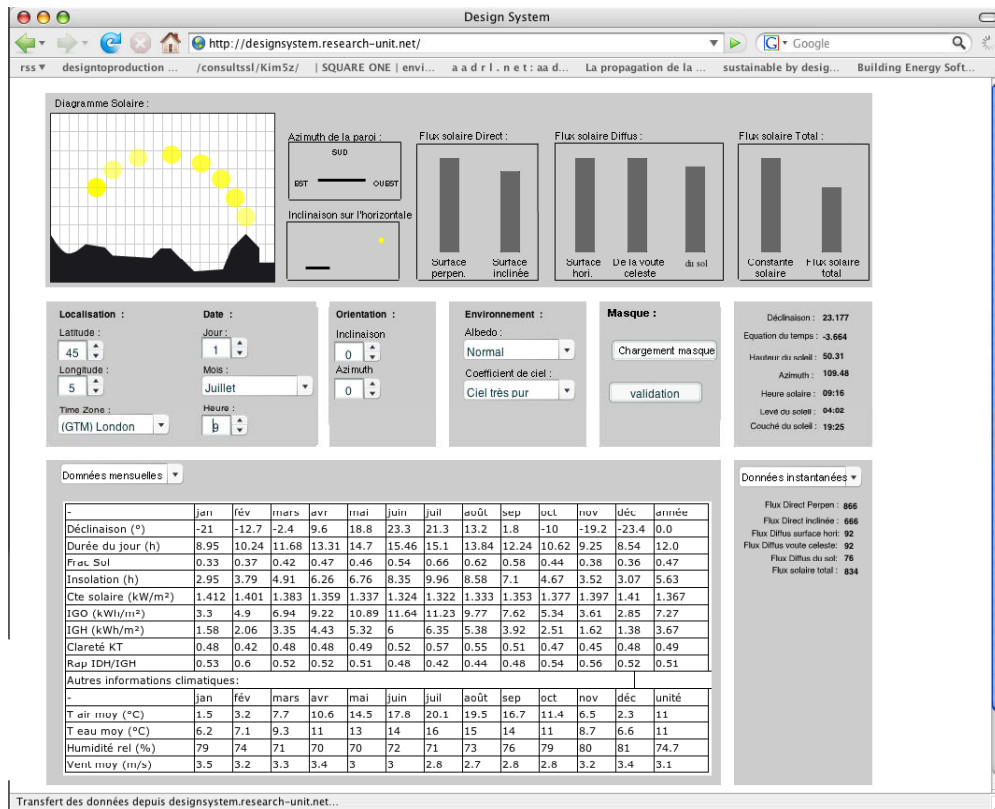 Design System
http://designsystem.research-unit.net/
Google
rss designtoproduction ... /consultssl/Kim5z/ | SQUARE ONE | envi... a a d r l . n e t : aa d... La propagation de la ... sustainable by desig... Building Energy Soft...
Diagramme Solaire :
Azimuth de la paroi :
SUD
EST OUEST
Inclinaison sur l'horizontale
Flux solaire Direct :
Surface perpen.
Surface inclinée
Flux solaire Diffus :
Surface hori.
De la voute celeste
du sol
Flux solaire Total :
Constante solaire
Flux solaire total
Localisation :
Latitude :
45
Longitude :
5
Time Zone :
(GTM) London
Date :
Jour :
1
Mois :
Juillet
Heure :
9
Orientation :
Inclinaison
0
Azimuth
0
Environnement :
Albedo :
Normal
Coefficient de ciel :
Ciel très pur
Masque :
Chargement masque
validation
Déclinaison : 23.177
Equation du temps : -3.664
Hauteur du soleil : 50.31
Azimuth : 109.48
Heure solaire : 09:16
Levé du soleil : 04:02
Couché du soleil : 19:25
Données mensuelles
- jan fév mars avr mai juin juil août sep oct nov déc année
Déclinaison (°) -21 -12.7 -2.4 9.6 18.8 23.3 21.3 13.2 1.8 -10 -19.2 -23.4 0.0
Durée du jour (h) 8.95 10.24 11.68 13.31 14.7 15.46 15.1 13.84 12.24 10.62 9.25 8.54 12.0
Frac Sol 0.33 0.37 0.42 0.47 0.46 0.54 0.66 0.62 0.58 0.44 0.38 0.36 0.47
Insolation (h) 2.95 3.79 4.91 6.26 6.76 8.35 9.96 8.58 7.1 4.67 3.52 3.07 5.63
Cte solaire (kW/m²) 1.412 1.401 1.383 1.359 1.337 1.324 1.322 1.333 1.353 1.377 1.397 1.41 1.367
IGO (kWh/m²) 3.3 4.9 6.94 9.22 10.89 11.64 11.23 9.77 7.62 5.34 3.61 2.85 7.27
IGH (kWh/m²) 1.58 2.06 3.35 4.43 5.32 6 6.35 5.38 3.92 2.51 1.62 1.38 3.67
Clareté KT 0.48 0.42 0.48 0.48 0.49 0.52 0.57 0.55 0.51 0.47 0.45 0.48 0.49
Rap IDH/IGH 0.53 0.6 0.52 0.52 0.51 0.48 0.42 0.44 0.48 0.54 0.56 0.52 0.51
Autres informations climatiques:
- jan fév mars avr mai juin juil août sep oct nov déc unité
T air moy (°C) 1.5 3.2 7.7 10.6 14.5 17.8 20.1 19.5 16.7 11.4 6.5 2.3 11
T eau moy (°C) 6.2 7.1 9.3 11 13 14 16 15 14 11 8.7 6.6 11
Humidité rel (%) 79 74 71 70 70 72 71 73 76 79 80 81 74.7
Vent moy (m/s) 3.5 3.2 3.3 3.4 3 3 2.8 2.7 2.8 2.8 3.2 3.4 3.1
Données instantanées
Flux Direct Perpen : 866
Flux Direct inclinée : 666
Flux Diffus surface hori: 92
Flux Diffus voute celeste: 92
Flux Diffus du sol: 76
Flux solaire total : 834
Transfert des données depuis designsystem.research-unit.net...